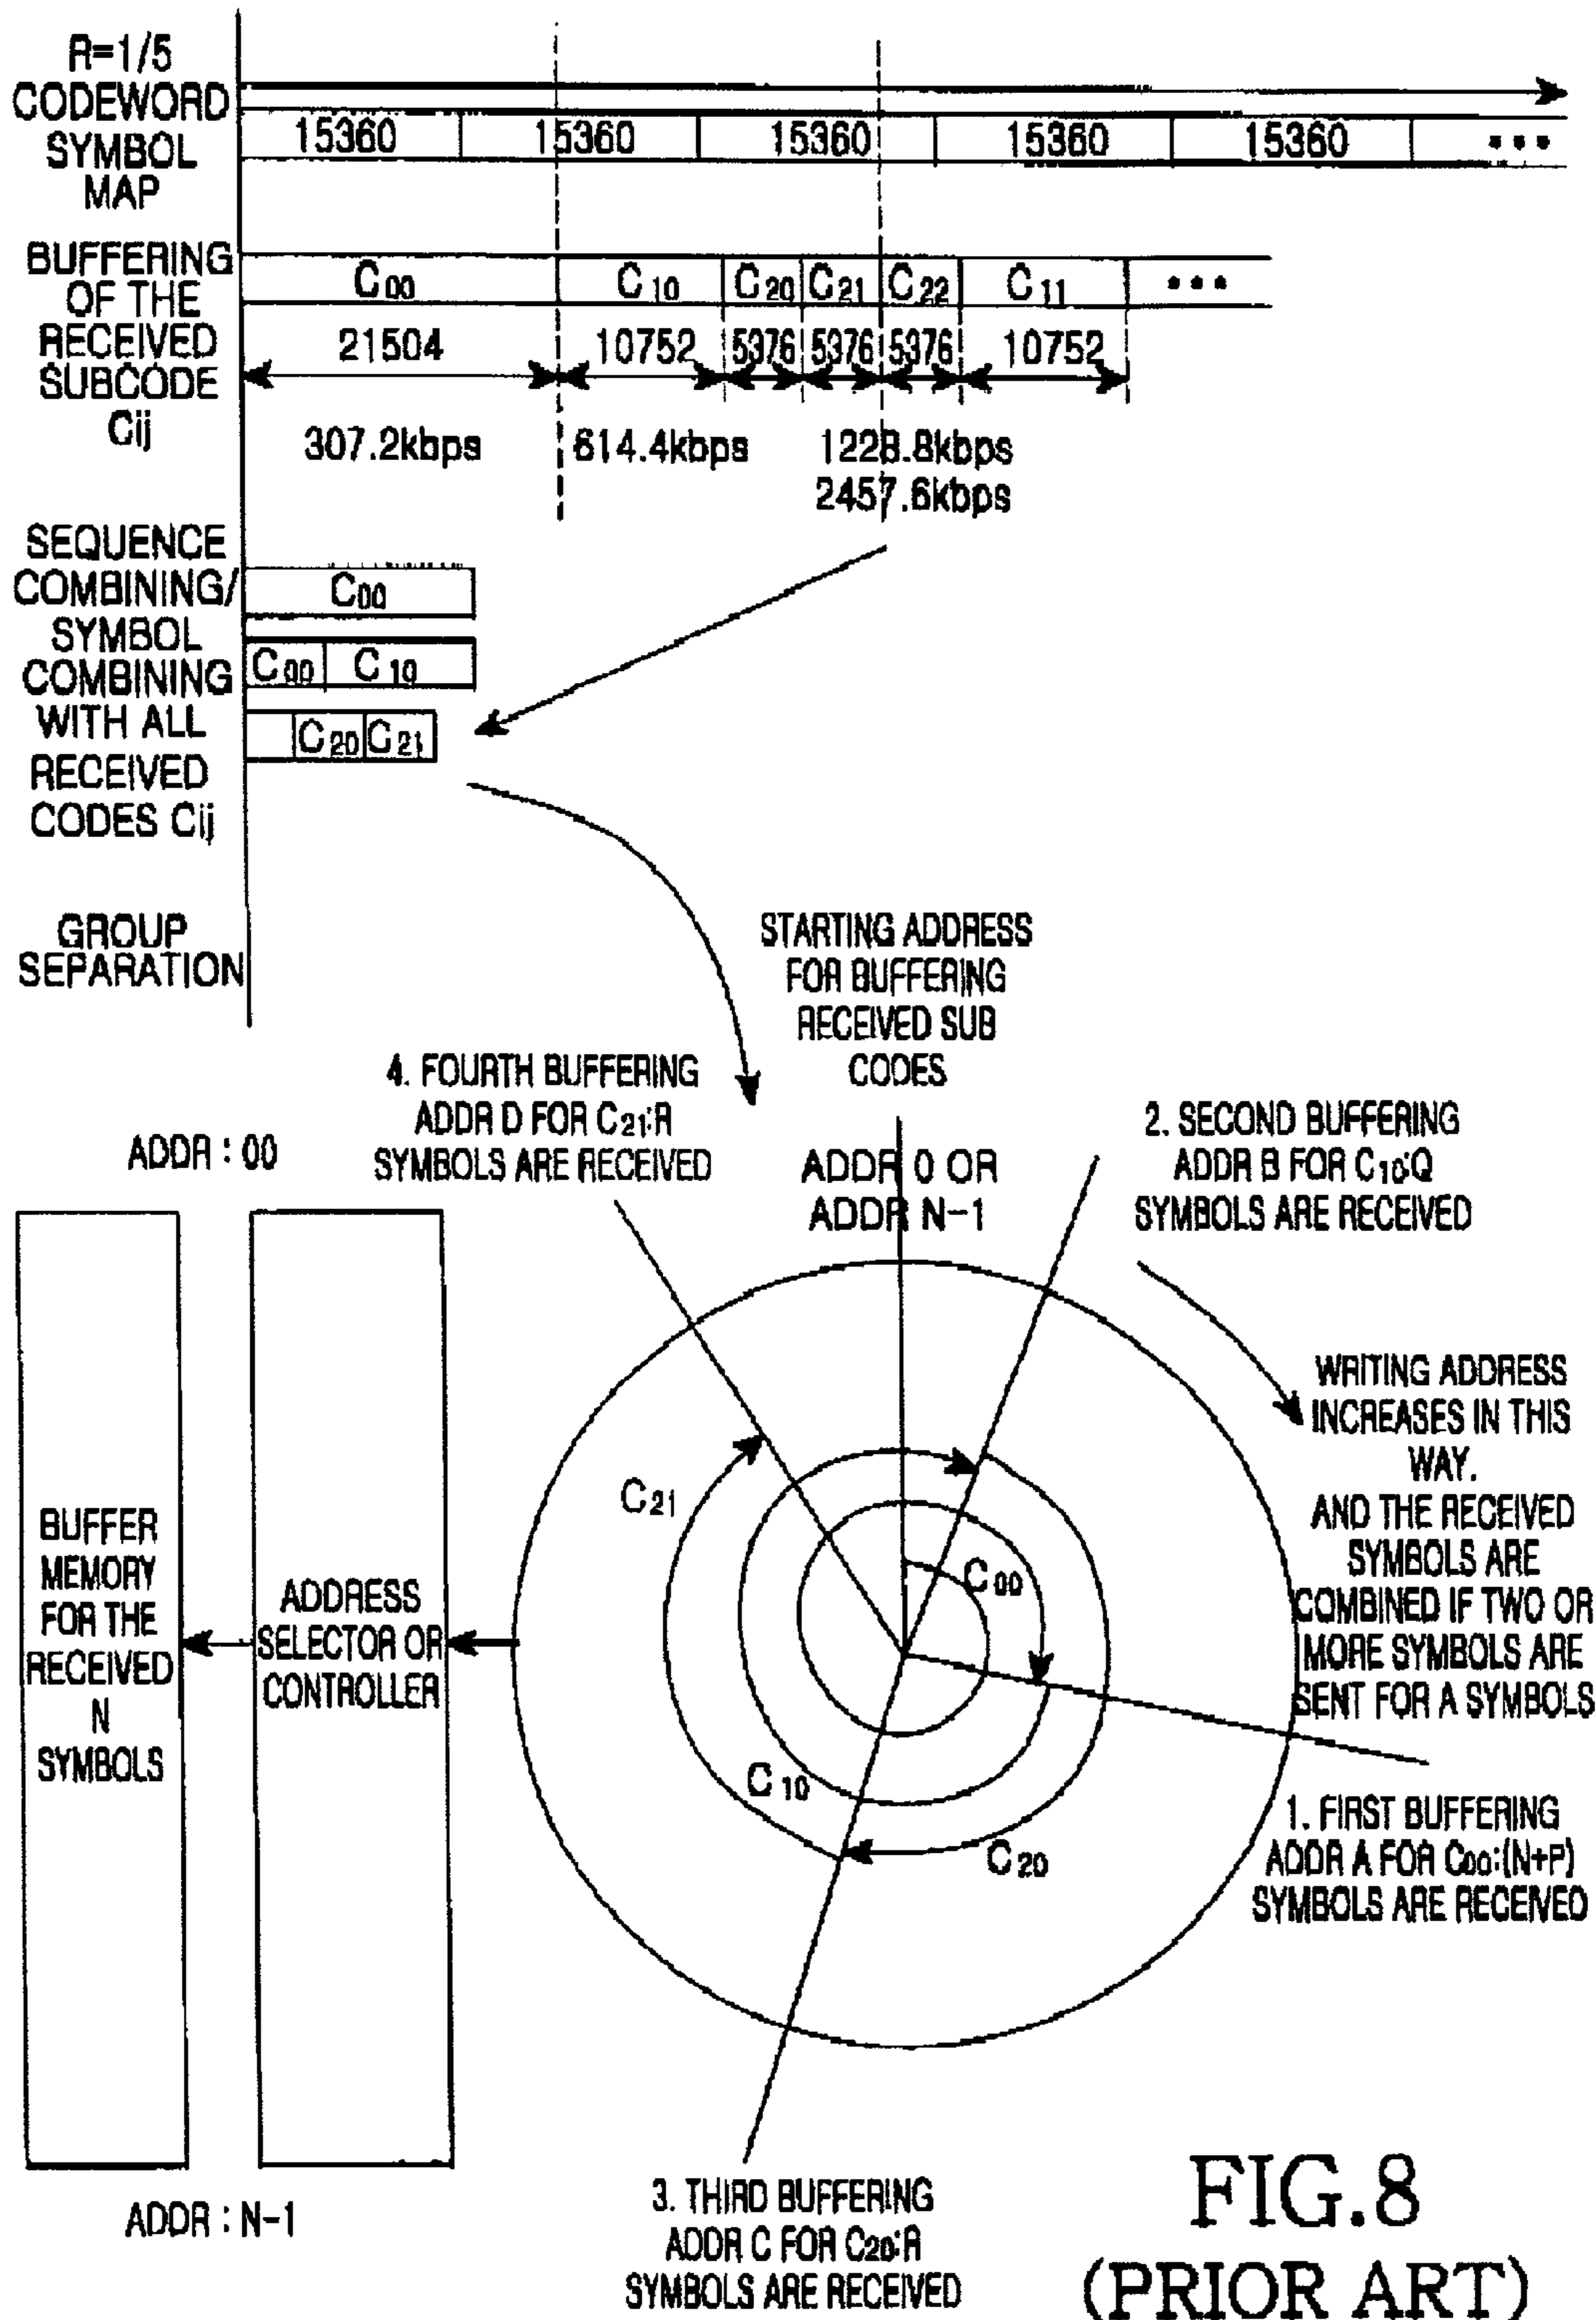 R=1/5
CODEWORD
SYMBOL
MAP
15360 15360 15360 15360 15360 •••
BUFFERING
OF THE
RECEIVED
SUBCODE
Cij
C00 C10 C20 C21 C22 C11 •••
21504 10752 5376 5376 5376 10752
307.2kbps 614.4kbps 1228.8kbps
2457.6kbps
SEQUENCE
COMBINING/
SYMBOL
COMBINING
WITH ALL
RECEIVED
CODES Cij
C00
C00 C10
C20 C21
GROUP
SEPARATION
STARTING ADDRESS
FOR BUFFERING
RECEIVED SUB
CODES
ADDR 0 OR
ADDR N-1
4. FOURTH BUFFERING
ADDR D FOR C21:R
SYMBOLS ARE RECEIVED
2. SECOND BUFFERING
ADDR B FOR C10:Q
SYMBOLS ARE RECEIVED
ADDR : 00
WRITING ADDRESS
INCREASES IN THIS
WAY.
AND THE RECEIVED
SYMBOLS ARE
COMBINED IF TWO OR
MORE SYMBOLS ARE
SENT FOR A SYMBOLS
BUFFER
MEMORY
FOR THE
RECEIVED
N
SYMBOLS
ADDRESS
SELECTOR OR
CONTROLLER
C21
C00
C10
C20
1. FIRST BUFFERING
ADDR A FOR C00:(N+P)
SYMBOLS ARE RECEIVED
ADDR : N-1
3. THIRD BUFFERING
ADDR C FOR C20:R
SYMBOLS ARE RECEIVED
FIG.8
(PRIOR ART)